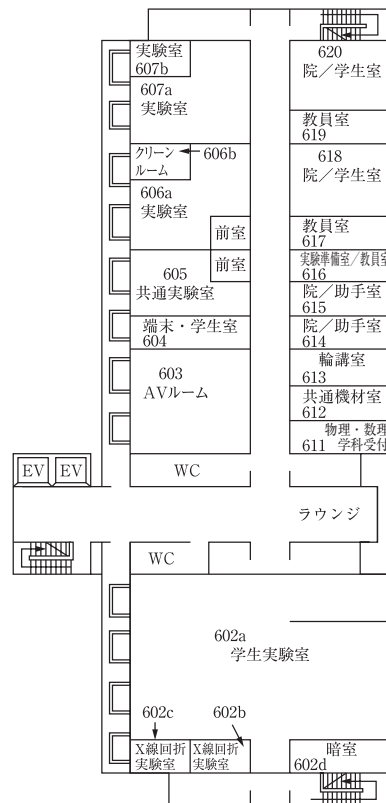 実験室
607b
607a
実験室
クリーン
ルーム
606b
606a
実験室
前室
前室
605
共通実験室
端末・学生室
604
603
AVルーム
620
院／学生室
教員室
619
618
院／学生室
教員室
617
実験準備室／教員室
616
院／助手室
615
院／助手室
614
輪講室
613
共通機材室
612
物理・数理
611 学科受付
EV EV
WC
ラウンジ
WC
602a
学生実験室
602c
602b
X線回折
実験室
X線回折
実験室
暗室
602d